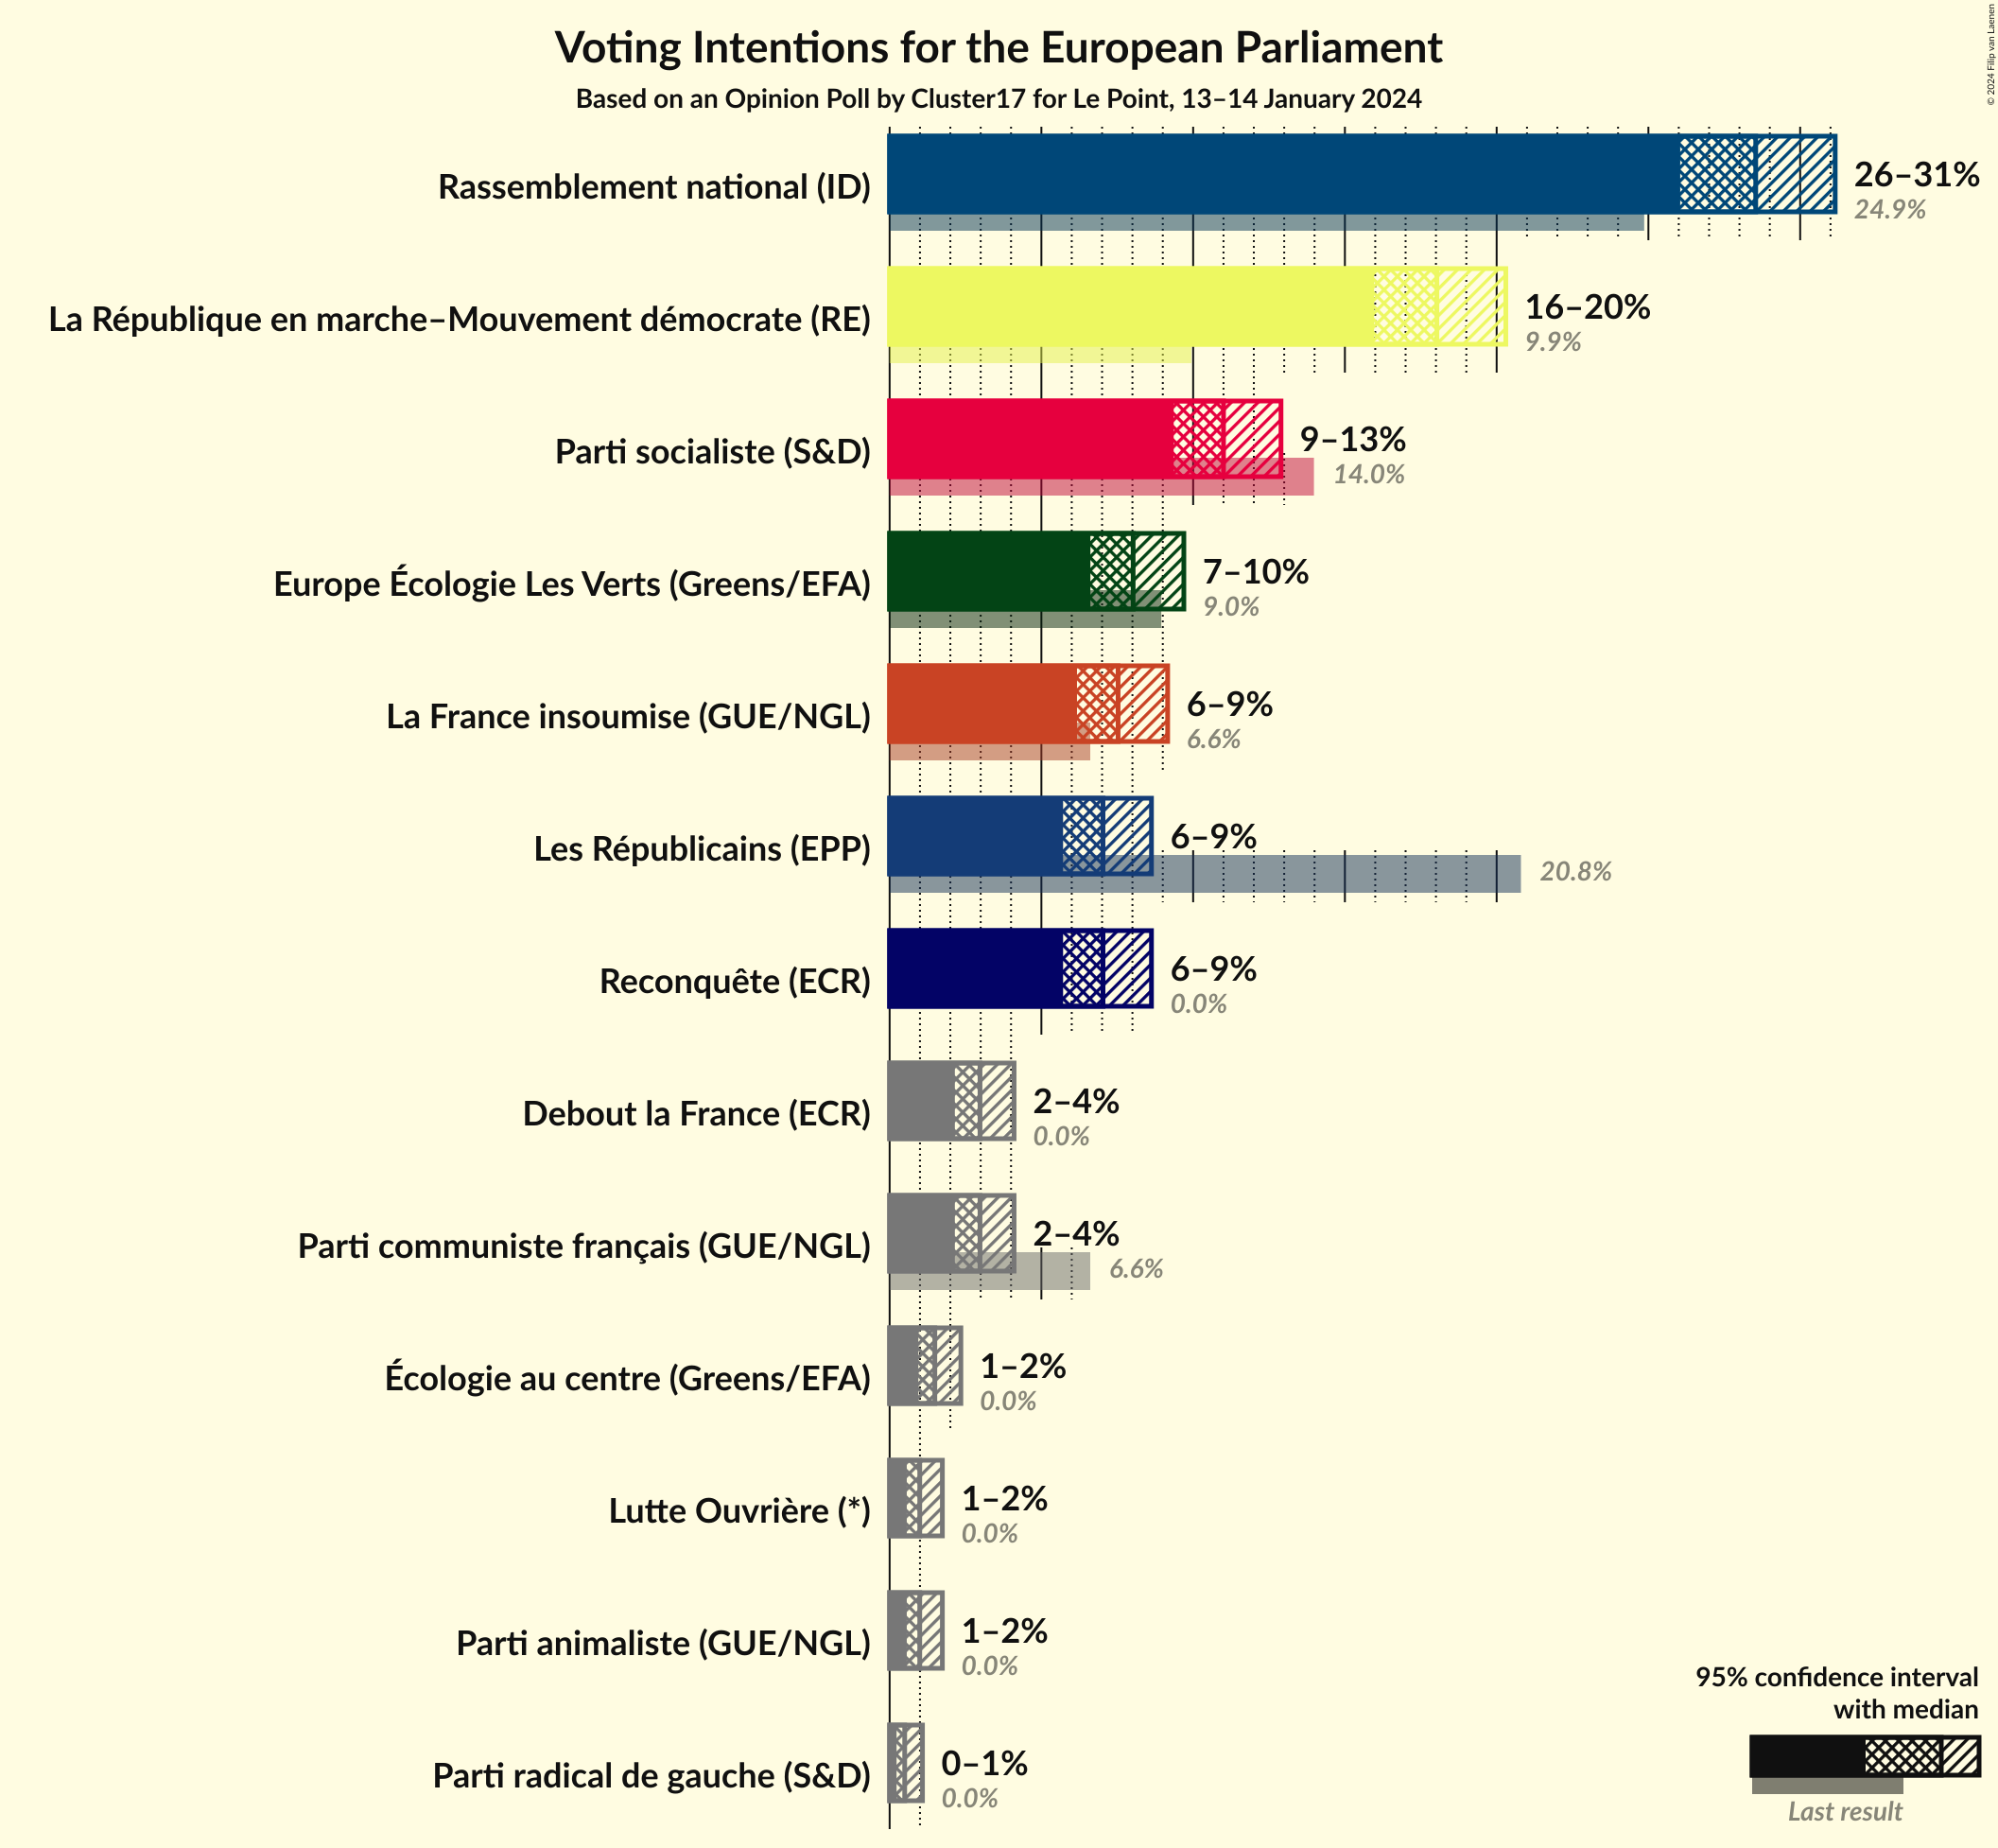 Voting Intentions for the European Parliament
Based on an Opinion Poll by Cluster17 for Le Point, 13–14 January 2024
© 2024 Filip van Laenen
Rassemblement national (ID)
26–31%
24.9%
La République en marche–Mouvement démocrate (RE)
16–20%
9.9%
Parti socialiste (S&D)
9–13%
14.0%
Europe Écologie Les Verts (Greens/EFA)
7–10%
9.0%
La France insoumise (GUE/NGL)
6–9%
6.6%
Les Républicains (EPP)
6–9%
20.8%
Reconquête (ECR)
6–9%
0.0%
Debout la France (ECR)
2–4%
0.0%
Parti communiste français (GUE/NGL)
2–4%
6.6%
Écologie au centre (Greens/EFA)
1–2%
0.0%
Lutte Ouvrière (*)
1–2%
0.0%
Parti animaliste (GUE/NGL)
1–2%
0.0%
Parti radical de gauche (S&D)
0–1%
0.0%
95% confidence interval
with median
Last result